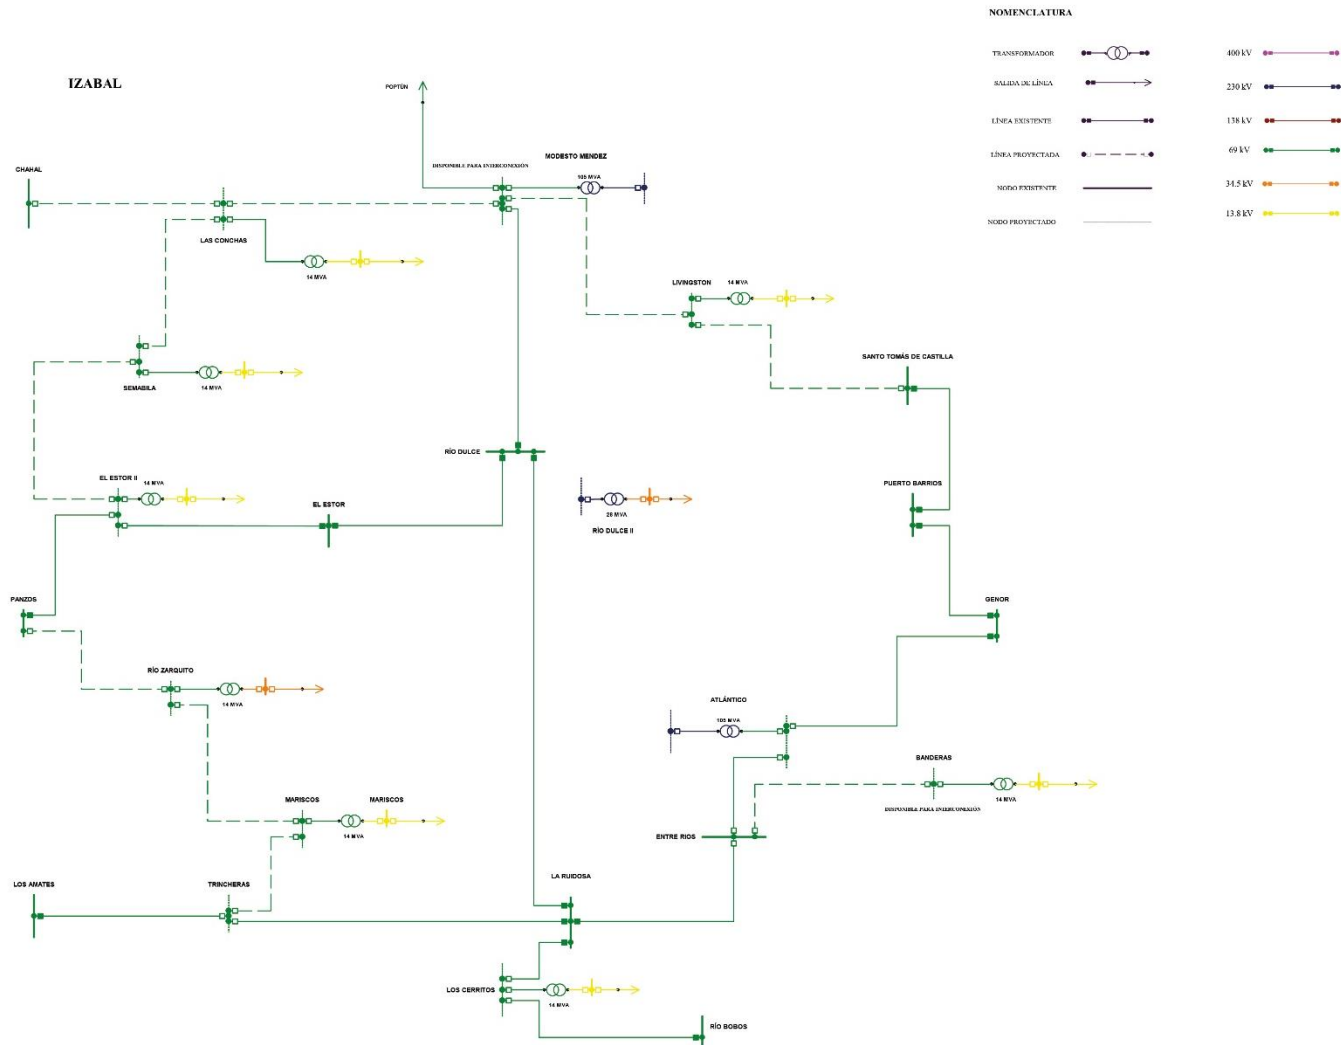 NOMENCLATURA
TRANSFORMADOR
400 kV
IZABAL
SALIDA DE LÍNEA
230 kV
POPTÚN
LÍNEA EXISTENTE
138 kV
LÍNEA PROYECTADA
69 kV
DISPONIBLE PARA INTERCONEXIÓN
MODESTO MENDEZ
CHAHAL
105 MVA
NODO EXISTENTE
34.5 kV
NODO PROYECTADO
13.8 kV
LAS CONCHAS
14 MVA
LIVINGSTON
14 MVA
SANTO TOMÁS DE CASTILLA
SEMABILA
14 MVA
RÍO DULCE
EL ESTOR II
14 MVA
PUERTO BARRIOS
EL ESTOR
28 MVA
RÍO DULCE II
PANZOS
GENOR
RÍO ZARQUITO
14 MVA
ATLÁNTICO
105 MVA
BANDERAS
14 MVA
DISPONIBLE PARA INTERCONEXIÓN
MARISCOS
MARISCOS
14 MVA
ENTRE RIOS
LA RUIDOSA
LOS AMATES
TRINCHERAS
LOS CERRITOS
14 MVA
RÍO BOBOS